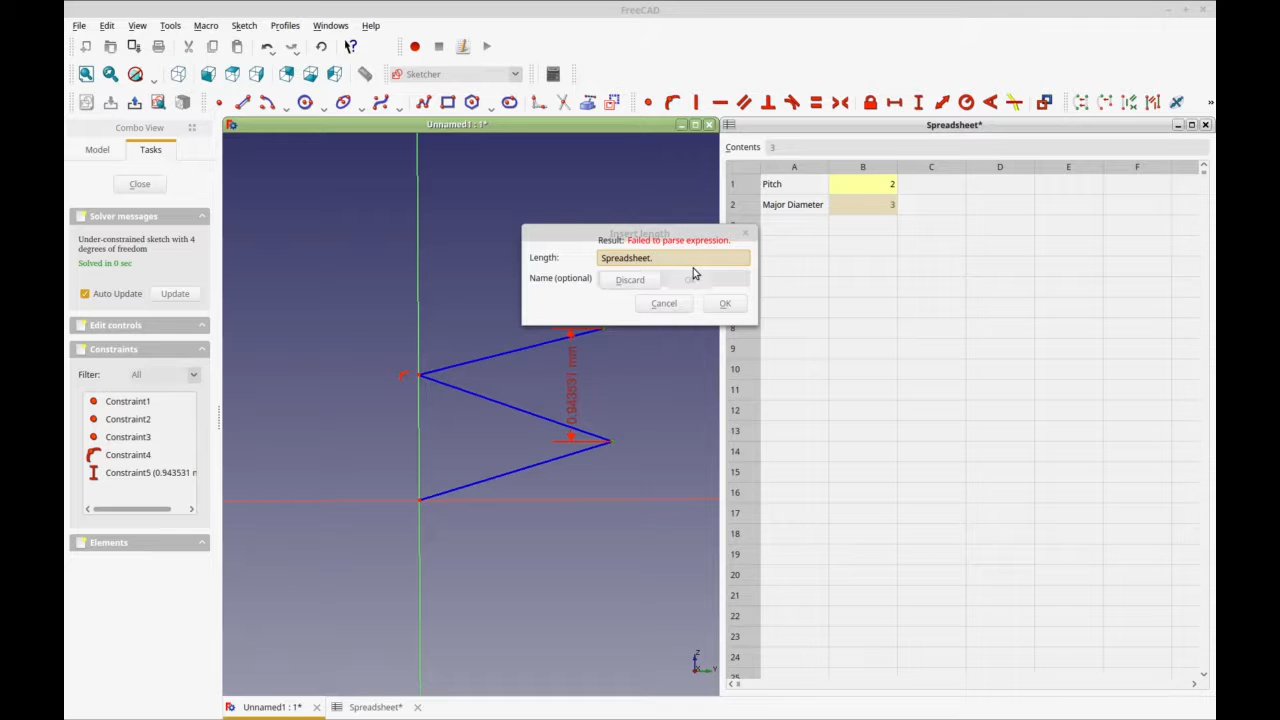 FreeCAD
File Edit View Tools Macro Sketch Profiles Windows Help
Sketcher
Combo View
Unnamed1 : 1*
Spreadsheet*
Model Tasks
Contents 3
A B C D E F
Close
1 Pitch 2
2 Major Diameter 3
Solver messages
Under-constrained sketch with 4
degrees of freedom
Solved in 0 sec
Auto Update Update
Edit controls
Constraints
Filter: All
Constraint1
Constraint2
Constraint3
Constraint4
Constraint5 (0.943531 m
Elements
Insert length
Result: Failed to parse expression.
Length: Spreadsheet.
Name (optional)
Discard
Cancel OK
0.943531 mm
8
9
10
11
12
13
14
15
16
17
18
19
20
21
22
23
24
25
Z
X Y
Unnamed1 : 1* Spreadsheet*